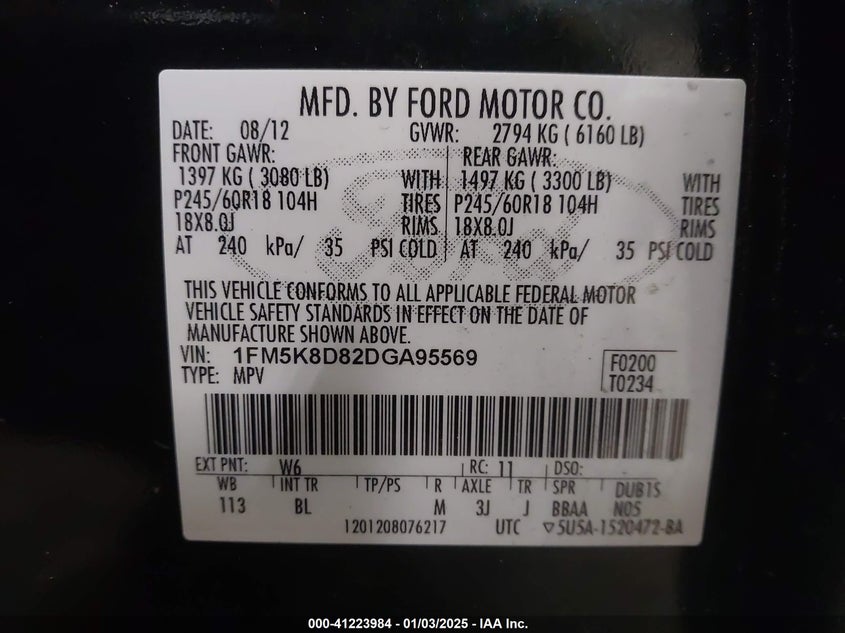 MFD. BY FORD MOTOR CO.
DATE: 08/12 GVWR: 2794 KG ( 6160 LB)
FRONT GAWR: REAR GAWR:
1397 KG ( 3080 LB) WITH 1497 KG ( 3300 LB) WITH
P245/60R18 104H TIRES P245/60R18 104H TIRES
18X8.0J RIMS 18X8.0J RIMS
AT 240 kPa/ 35 PSI COLD AT 240 kPa/ 35 PSI COLD
Ford
THIS VEHICLE CONFORMS TO ALL APPLICABLE FEDERAL MOTOR
VEHICLE SAFETY STANDARDS IN EFFECT ON THE DATE OF
MANUFACTURE SHOWN ABOVE.
VIN: 1FM5K8D82DGA95569
TYPE: MPV
F0200
T0234
EXT PNT: W6 RC: 11 DSO:
WB INT TR TP/PS R AXLE TR SPR DUB1S
113 BL M 3J J BBAA N05
1201208076217 UTC ▽5U5A-1520472-BA
000-41223984 / 01/03/2025 - IAA Inc.